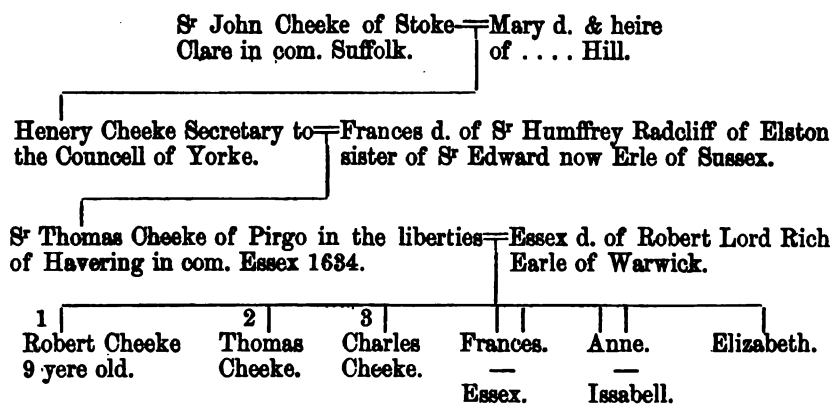 Sr John Cheeke of Stoke Clare in com. Suffolk.
Mary d. & heire of .... Hill.
Henery Cheeke Secretary to the Councell of Yorke.
Frances d. of Sr Humffrey Radcliff of Elston sister of Sr Edward now Erle of Sussex.
Sr Thomas Cheeke of Pirgo in the liberties of Havering in com. Essex 1634.
Essex d. of Robert Lord Rich Earle of Warwick.
1
Robert Cheeke
9 yere old.
2
Thomas
Cheeke.
3
Charles
Cheeke.
Frances.
—
Essex.
Anne.
—
Issabell.
Elizabeth.